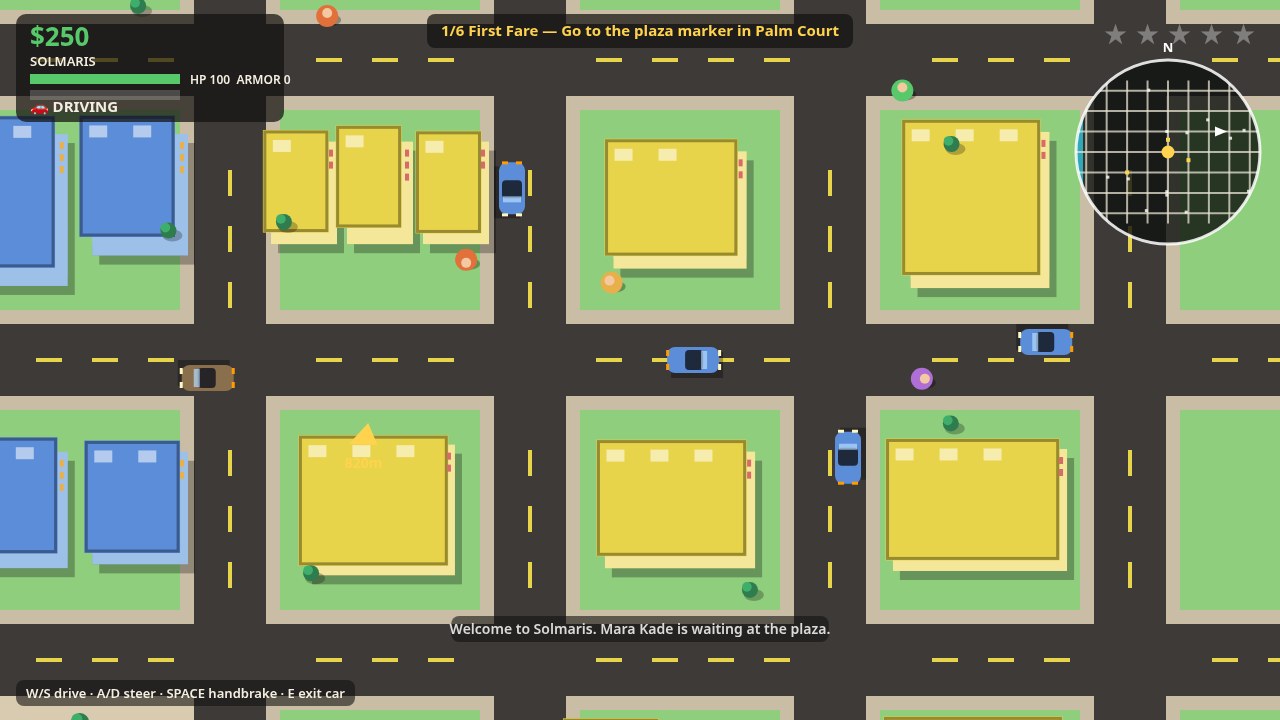 $250
SOLMARIS
HP 100 ARMOR 0
DRIVING
1/6 First Fare — Go to the plaza marker in Palm Court
N
820m
Welcome to Solmaris. Mara Kade is waiting at the plaza.
W/S drive · A/D steer · SPACE handbrake · E exit car